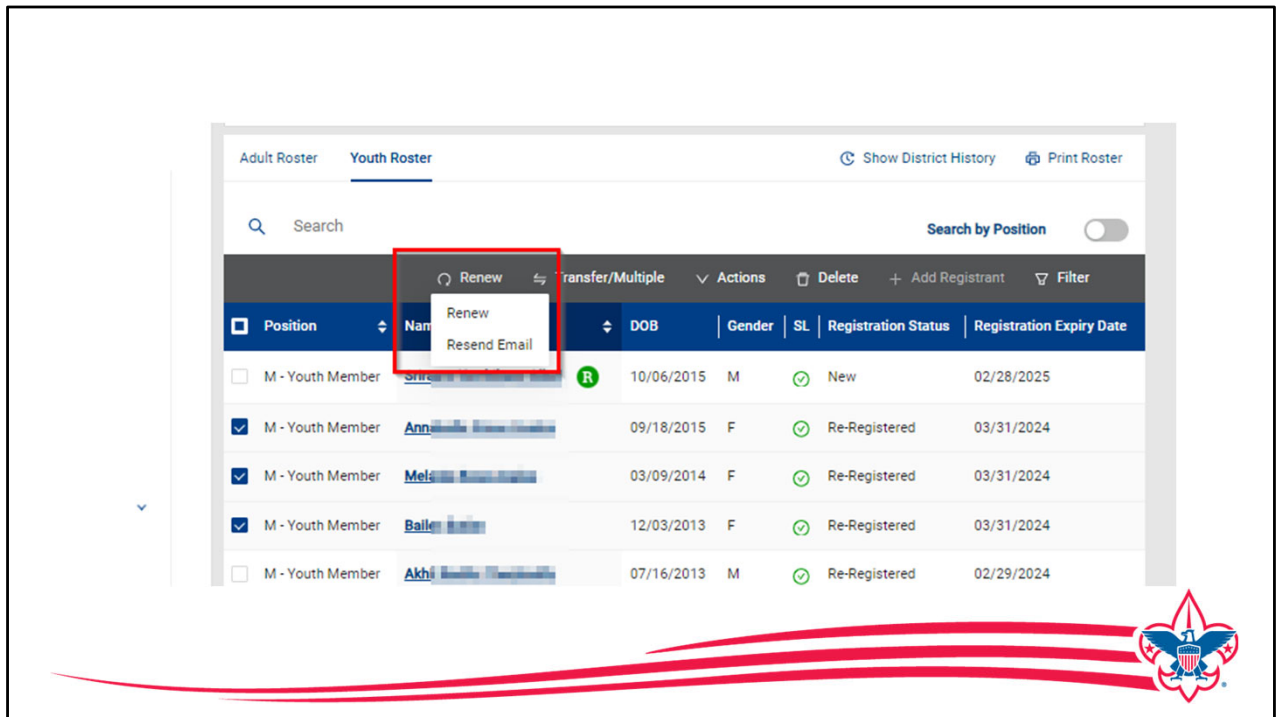 Adult Roster Youth Roster Show District History Print Roster
Search Search by Position
Renew Transfer/Multiple Actions Delete + Add Registrant Filter
Renew
Resend Email
Position DOB Gender SL Registration Status Registration Expiry Date
M - Youth Member R 10/06/2015 M New 02/28/2025
M - Youth Member 09/18/2015 F Re-Registered 03/31/2024
M - Youth Member 03/09/2014 F Re-Registered 03/31/2024
M - Youth Member 12/03/2013 F Re-Registered 03/31/2024
M - Youth Member 07/16/2013 M Re-Registered 02/29/2024